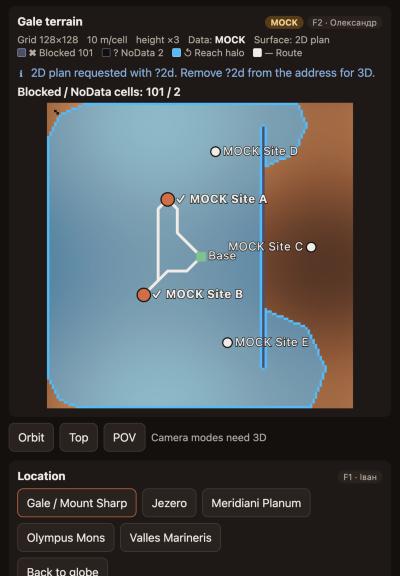 Gale terrain MOCK F2 · Олександр
Grid 128×128 10 m/cell height ×3 Data: MOCK Surface: 2D plan
✖ Blocked 101 ? NoData 2 ↺ Reach halo — Route
ℹ 2D plan requested with ?2d. Remove ?2d from the address for 3D.
Blocked / NoData cells: 101 / 2
MOCK Site D
✓ MOCK Site A
MOCK Site C
Base
✓ MOCK Site B
MOCK Site E
Orbit Top POV Camera modes need 3D
Location F1 · Іван
Gale / Mount Sharp Jezero Meridiani Planum
Olympus Mons Valles Marineris
Back to globe